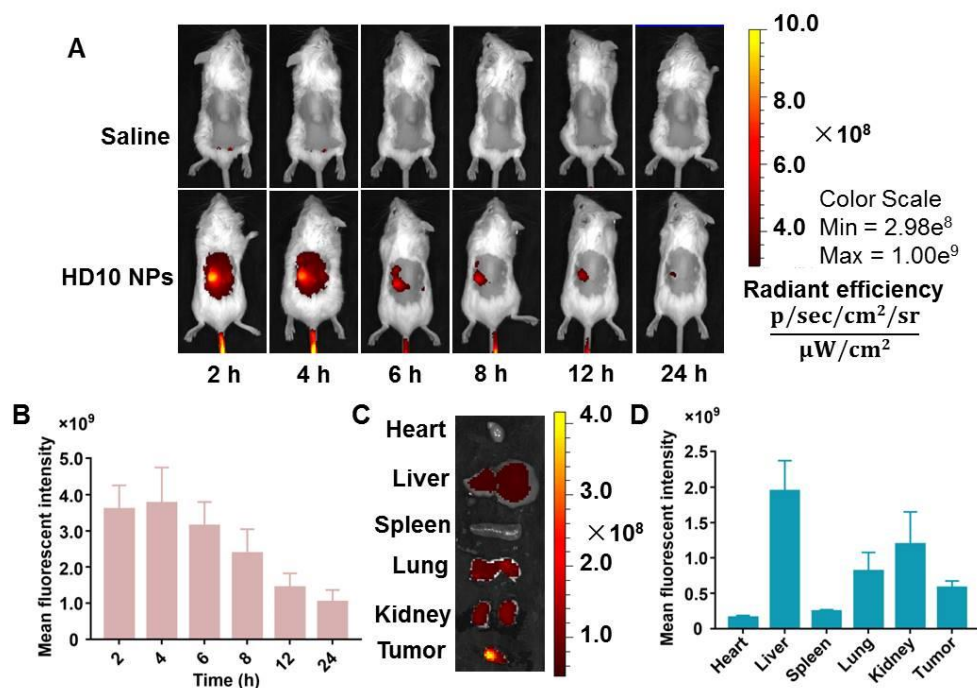 A
Saline
HD10 NPs
2 h 4 h 6 h 8 h 12 h 24 h
10.0
8.0
×10⁸
6.0
4.0
Color Scale
Min = 2.98e⁸
Max = 1.00e⁹
Radiant efficiency
p/sec/cm²/sr
μW/cm²
B
×10⁹
Mean fluorescent intensity
5.0
4.0
3.0
2.0
1.0
0
2 4 6 8 12 24
Time (h)
C
Heart
Liver
Spleen
Lung
Kidney
Tumor
4.0
3.0
×10⁸
2.0
1.0
D
×10⁹
Mean fluorescent intensity
2.5
2.0
1.5
1.0
0.5
0
Heart Liver Spleen Lung Kidney Tumor